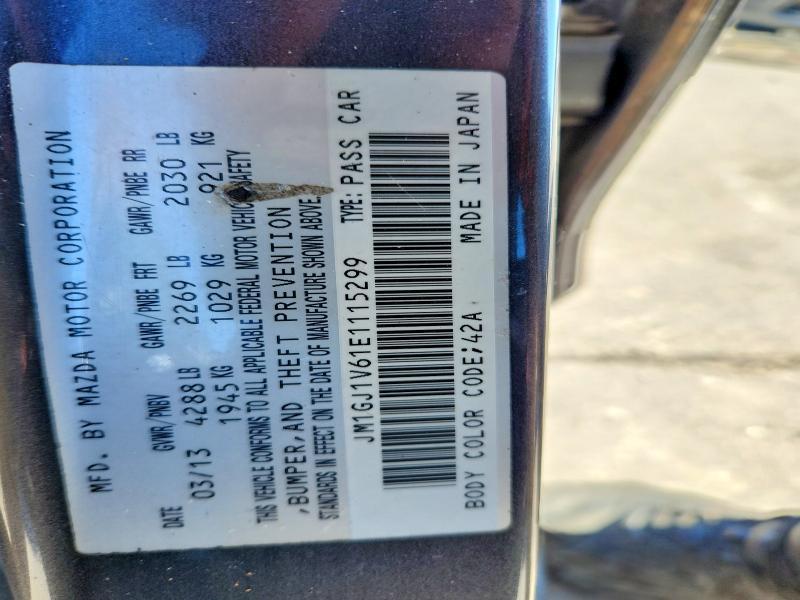 MFD. BY MAZDA MOTOR CORPORATION
DATE GVWR/PNBV GAWR/PNBE FRT GAWR/PNBE RR
03/13 4288 LB 2269 LB 2030 LB
1945 KG 1029 KG 921 KG
THIS VEHICLE CONFORMS TO ALL APPLICABLE FEDERAL MOTOR VEHICLE SAFETY
,BUMPER,AND THEFT PREVENTION
STANDARDS IN EFFECT ON THE DATE OF MANUFACTURE SHOWN ABOVE.
JM1GJ1V61E1115299 TYPE: PASS CAR
BODY COLOR CODE;42A MADE IN JAPAN